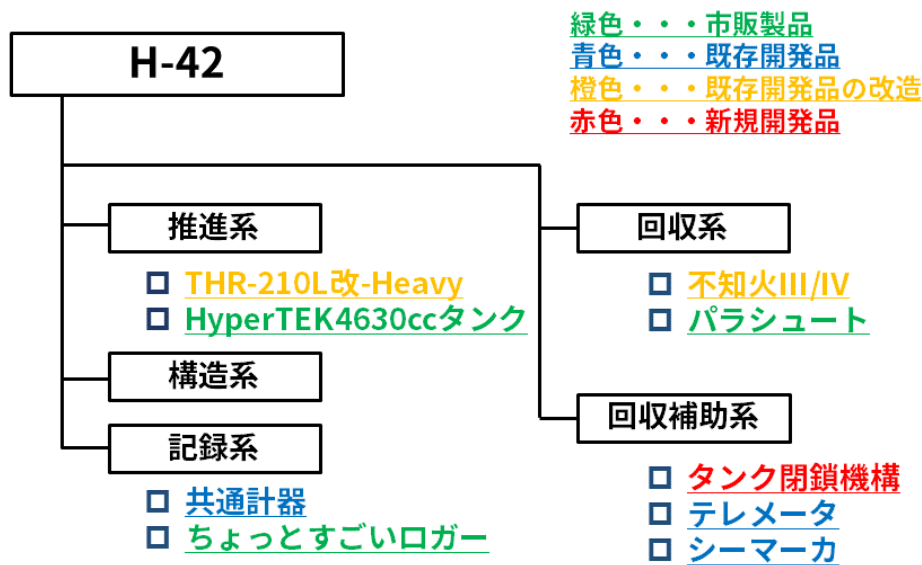 H-42
緑色・・・市販製品
青色・・・既存開発品
橙色・・・既存開発品の改造
赤色・・・新規開発品
推進系
THR-210L改-Heavy
HyperTEK4630ccタンク
構造系
記録系
共通計器
ちょっとすごいロガー
回収系
不知火III/IV
パラシュート
回収補助系
タンク閉鎖機構
テレメータ
シーマーカ